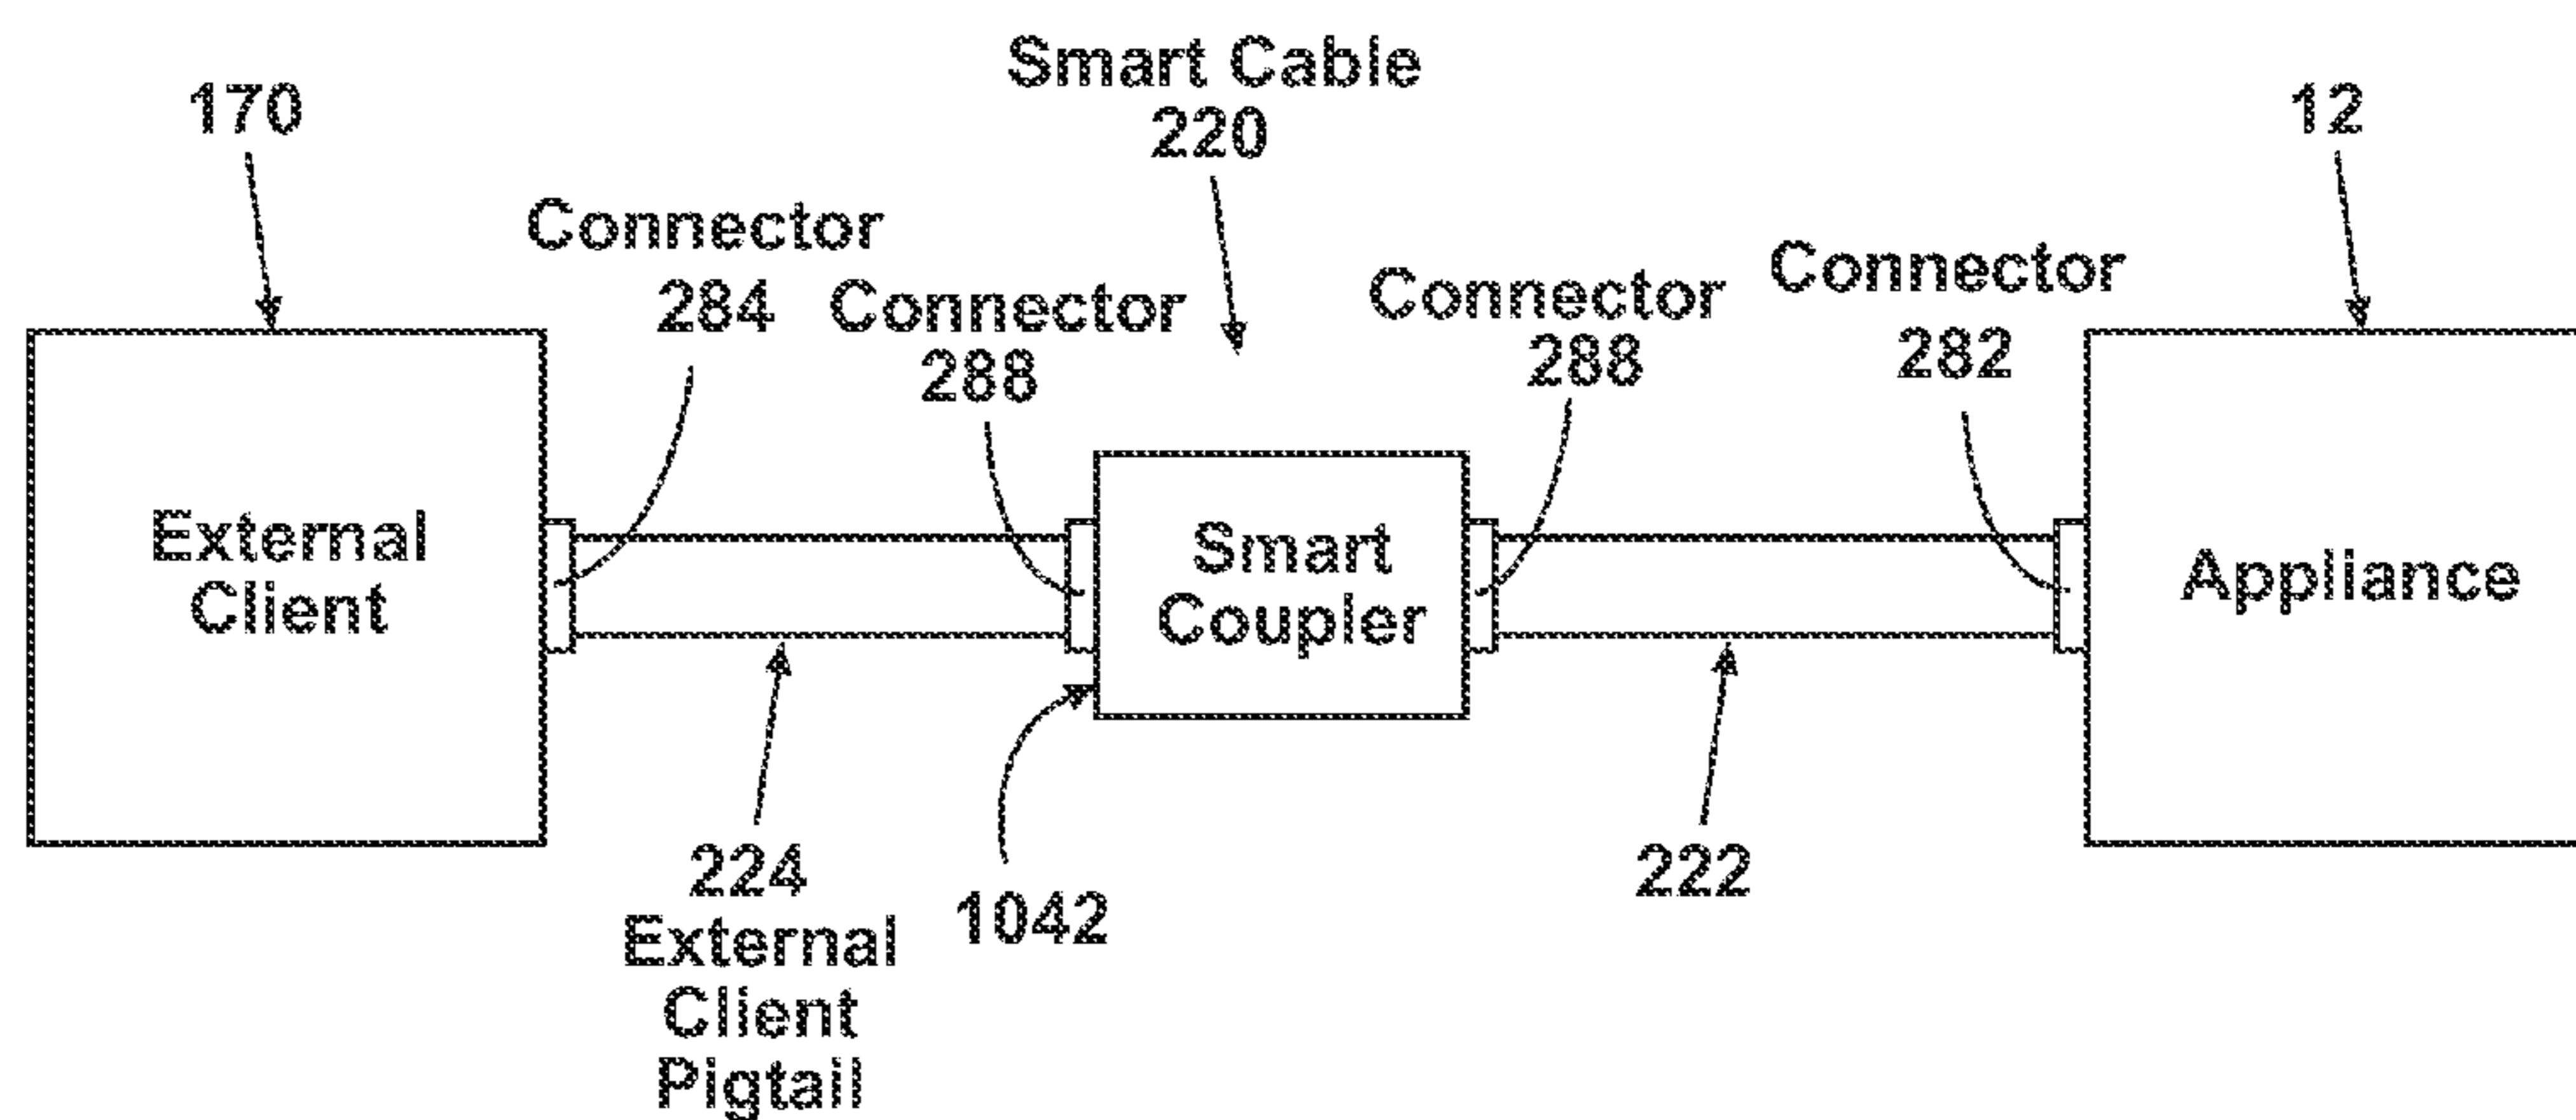 Smart Cable
220
170
12
Connector
284
Connector
288
Connector
288
Connector
282
External
Client
Smart
Coupler
Appliance
224
External
Client
Pigtail
1042
222